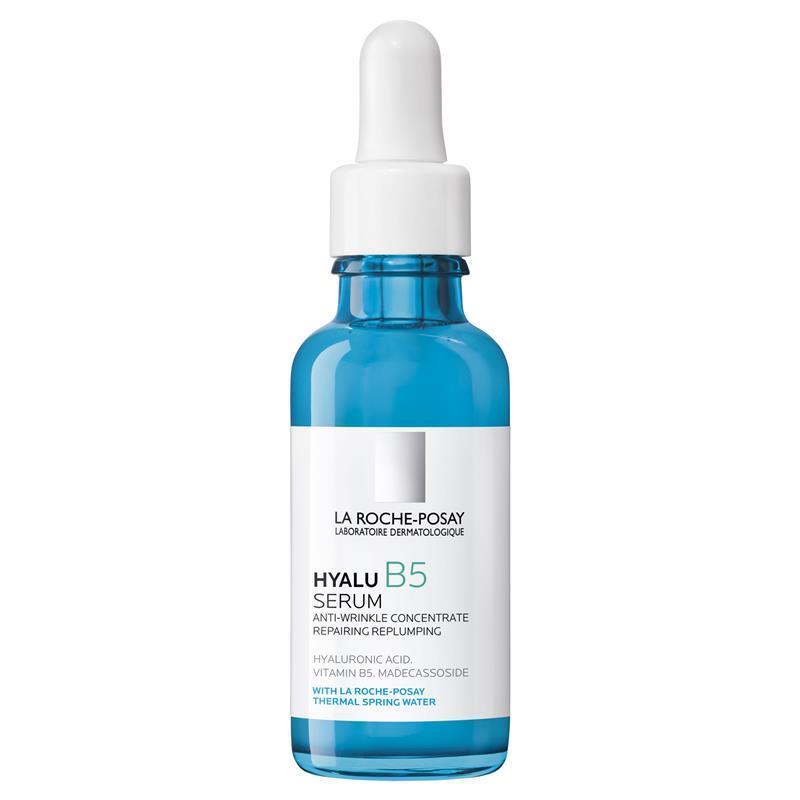 LA ROCHE-POSAY
LABORATOIRE DERMATOLOGIQUE
HYALU B5
SERUM
ANTI-WRINKLE CONCENTRATE
REPAIRING REPLUMPING
HYALURONIC ACID.
VITAMIN B5. MADECASSOSIDE
WITH LA ROCHE-POSAY
THERMAL SPRING WATER